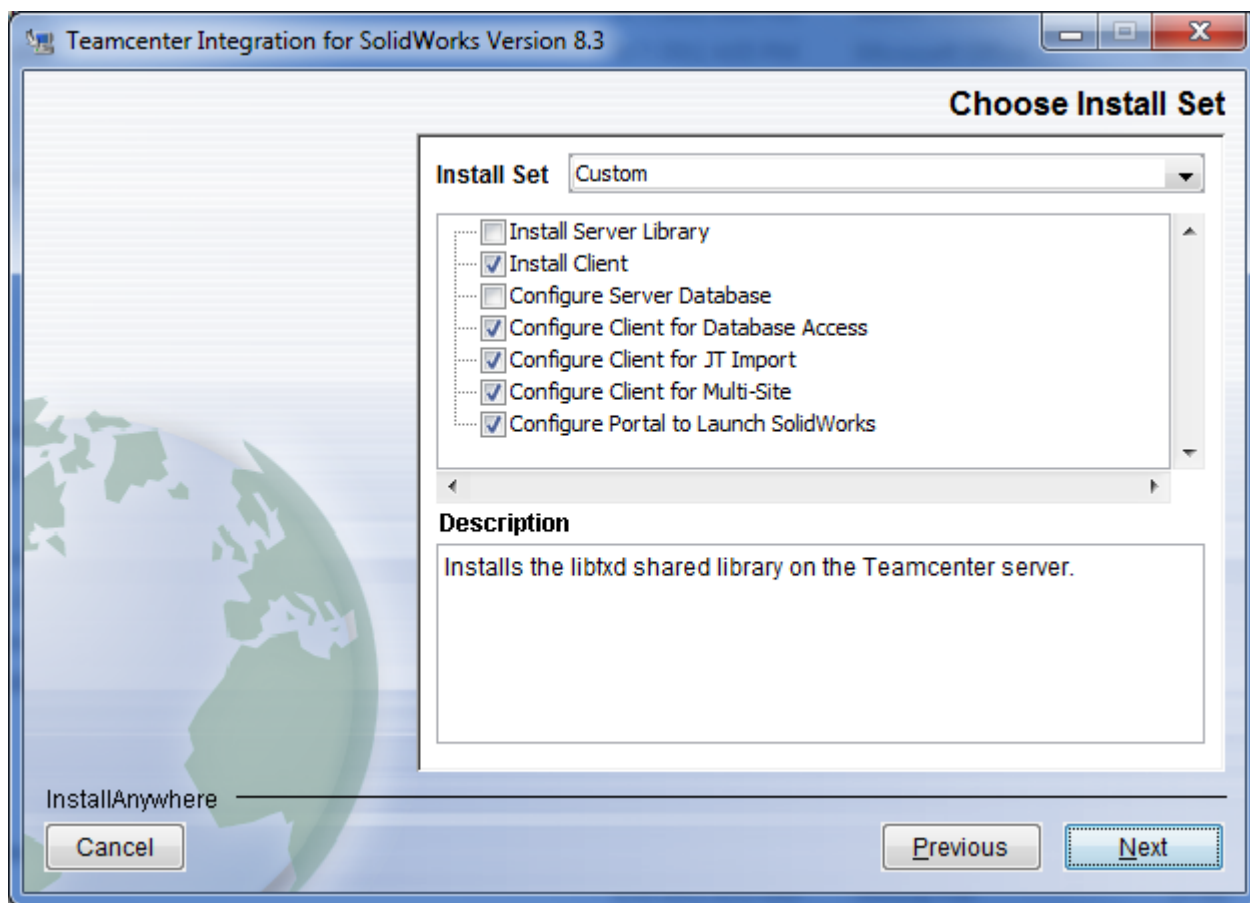 Teamcenter Integration for SolidWorks Version 8.3
Choose Install Set
Install Set Custom
Install Server Library
Install Client
Configure Server Database
Configure Client for Database Access
Configure Client for JT Import
Configure Client for Multi-Site
Configure Portal to Launch SolidWorks
Description
Installs the libfxd shared library on the Teamcenter server.
InstallAnywhere
Cancel Previous Next